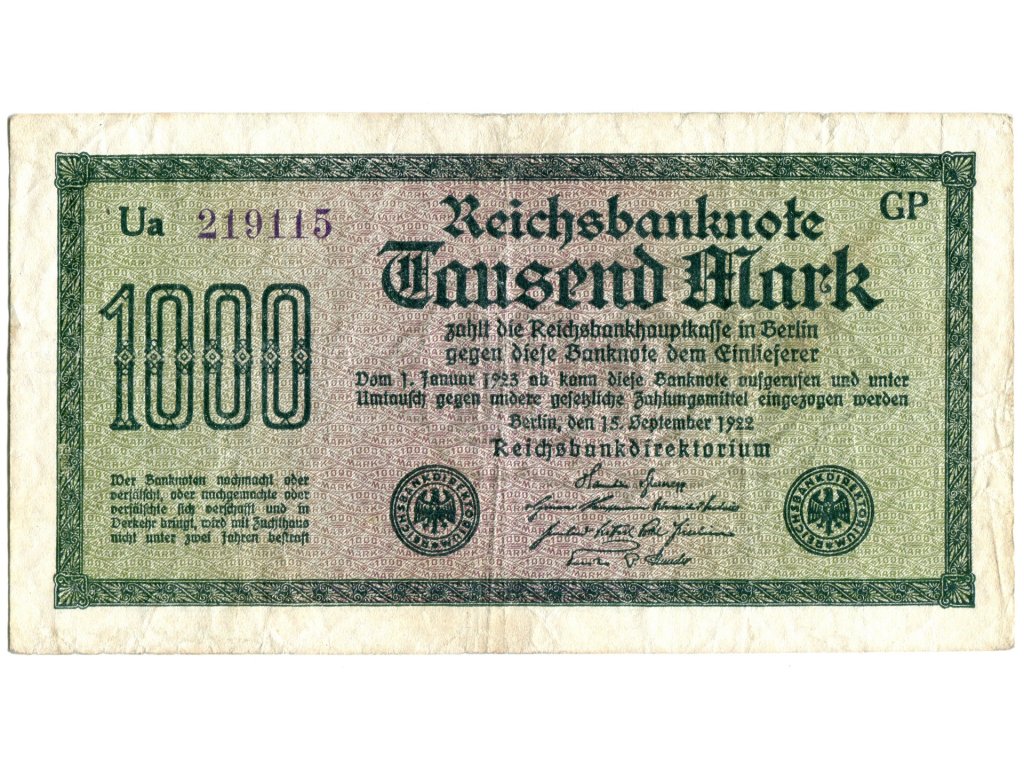 Ua 219115
GP
Reichsbanknote
Tausend Mark
1000
zahlt die Reichsbankhauptkasse in Berlin
gegen diese Banknote dem Einlieferer
Vom 1. Januar 1923 ab kann diese Banknote aufgerufen und unter
Umtausch gegen andere gesetzliche Zahlungsmittel eingezogen werden
Berlin, den 15. September 1922
Reichsbankdirektorium
Wer Banknoten nachmacht oder
verfälscht, oder nachgemachte oder
verfälschte sich verschafft und in
Verkehr bringt, wird mit Zuchthaus
nicht unter zwei Jahren bestraft
REICHSBANKDIREKTORIUM
REICHSBANKDIREKTORIUM